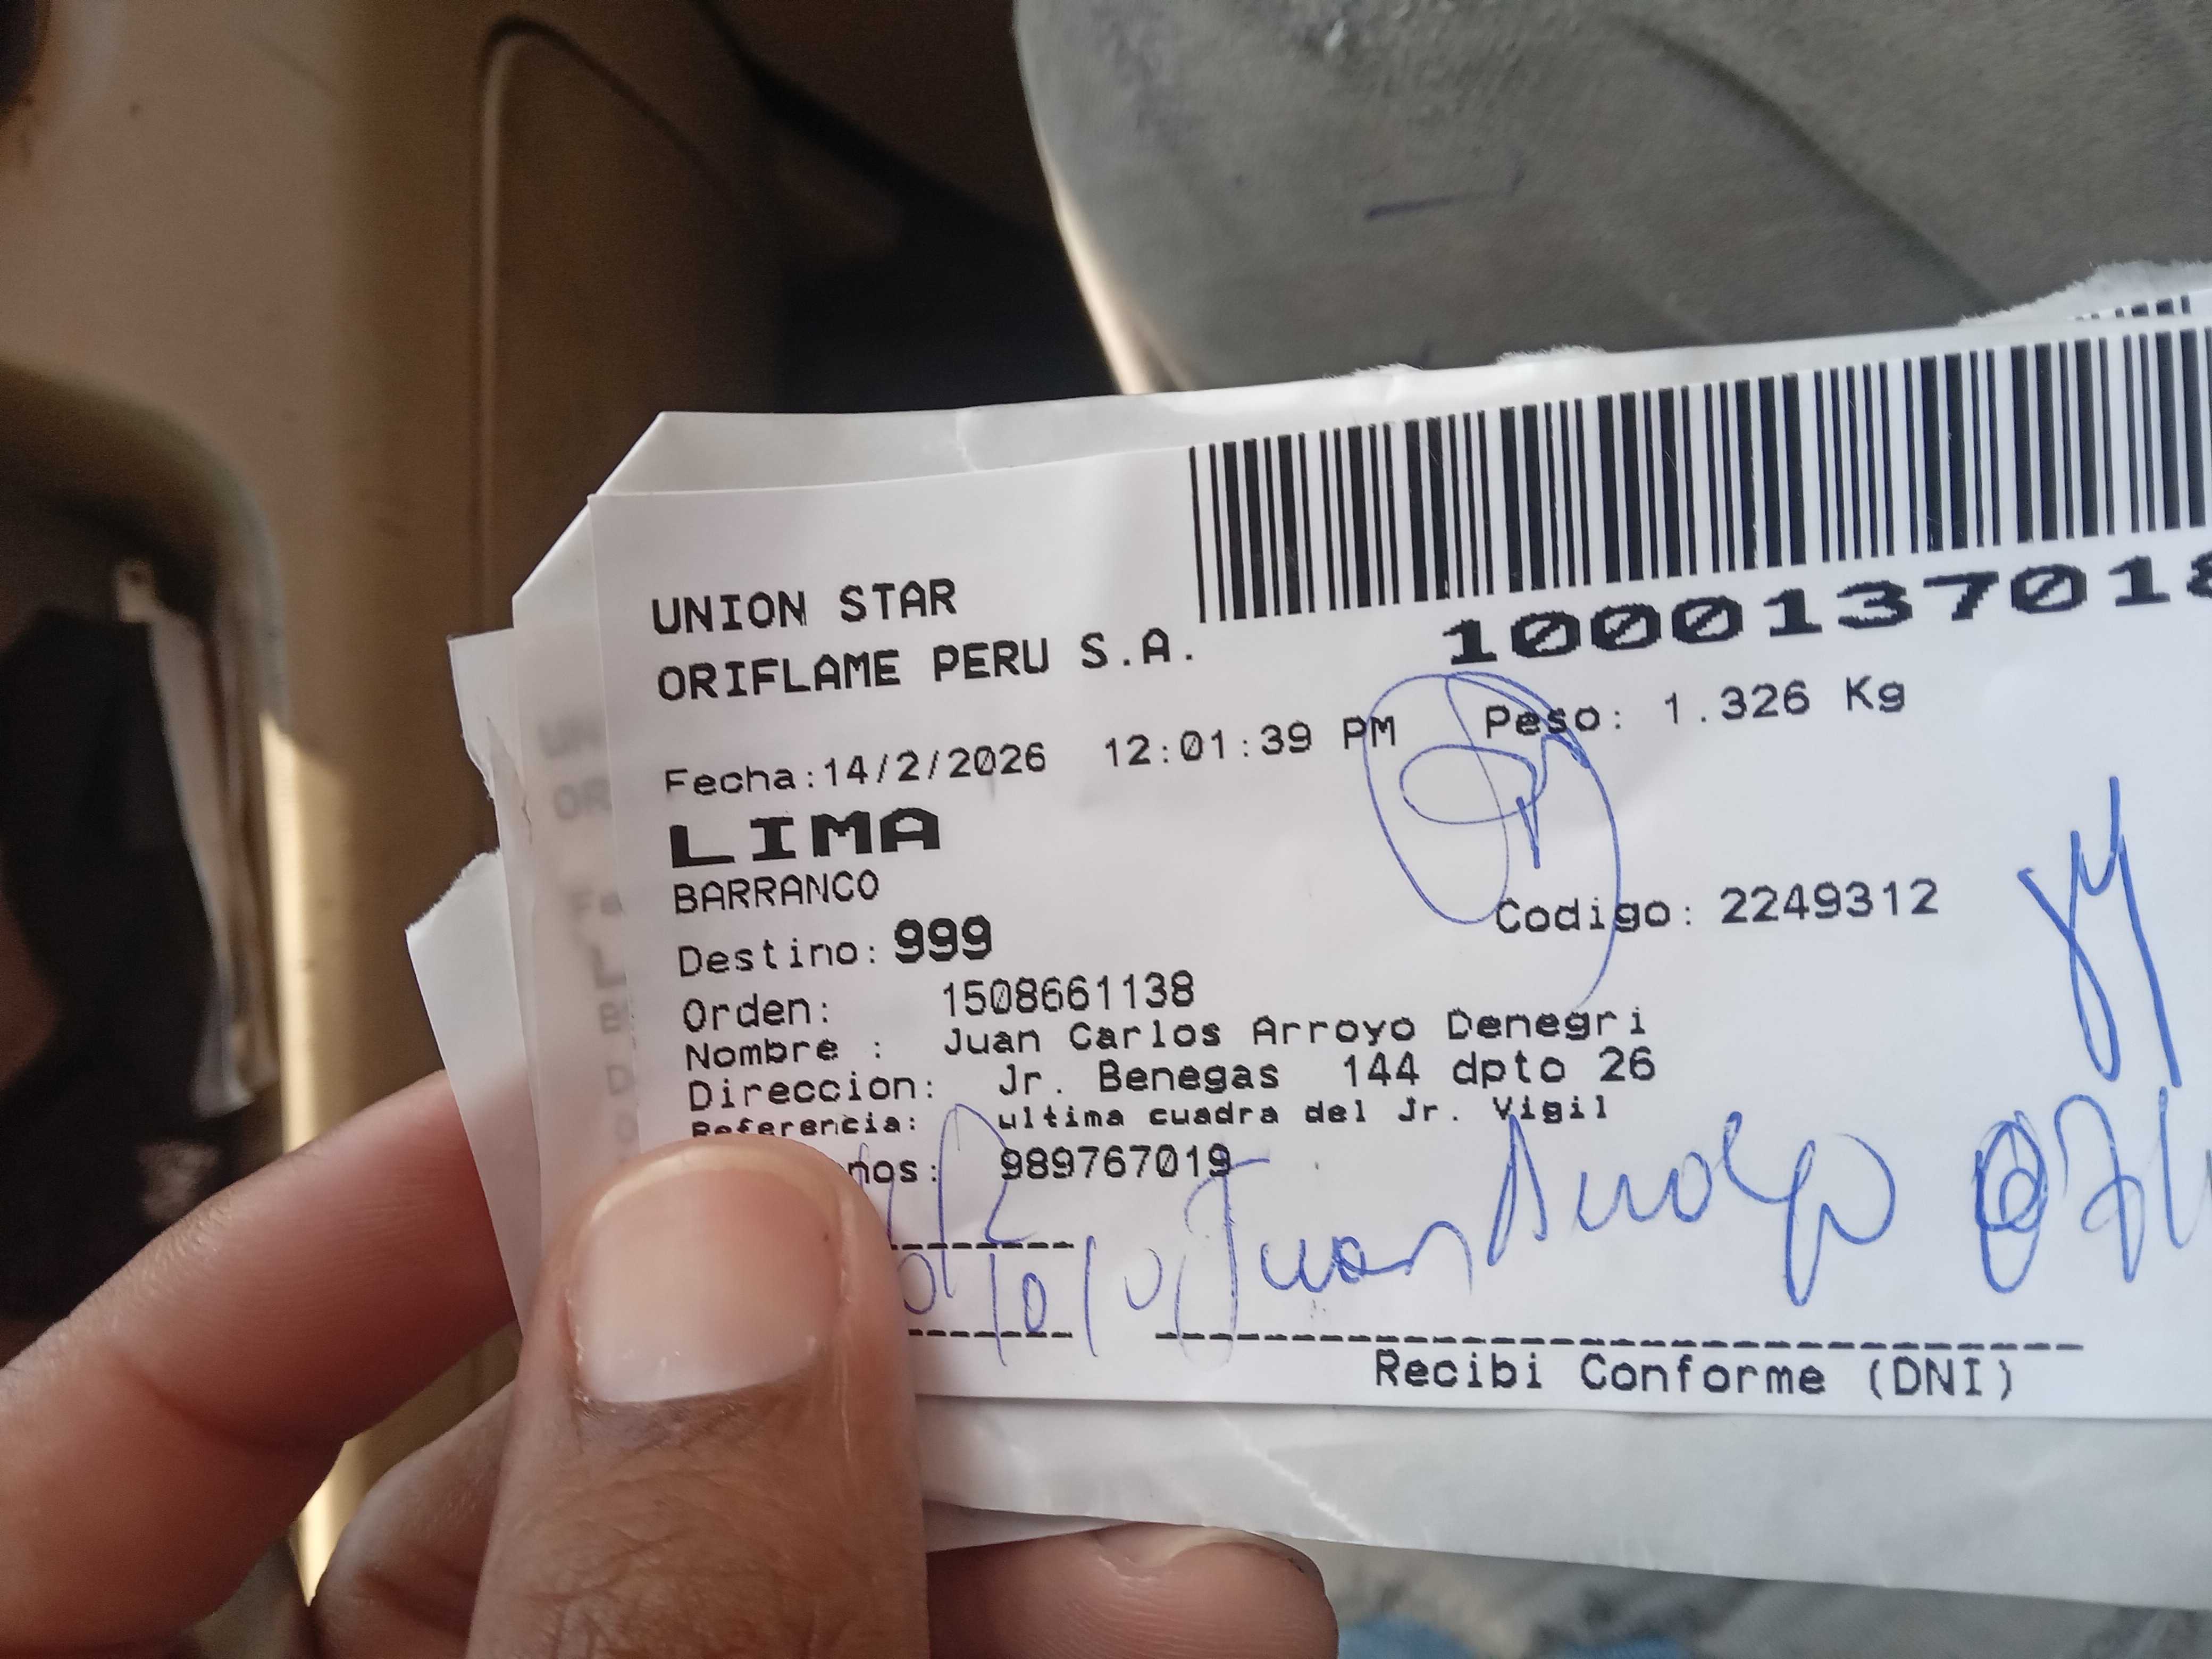 UNION STAR
ORIFLAME PERU S.A.
1000137018
Fecha:14/2/2026 12:01:39 PM Peso: 1.326 Kg
LIMA
BARRANCO
Codigo: 2249312
Destino: 999
Orden: 1508661138
Nombre : Juan Carlos Arroyo Denegri
Direccion: Jr. Benegas 144 dpto 26
Referencia: ultima cuadra del Jr. Vigil
nos: 989767019
Juan Arroyo
Recibi Conforme (DNI)